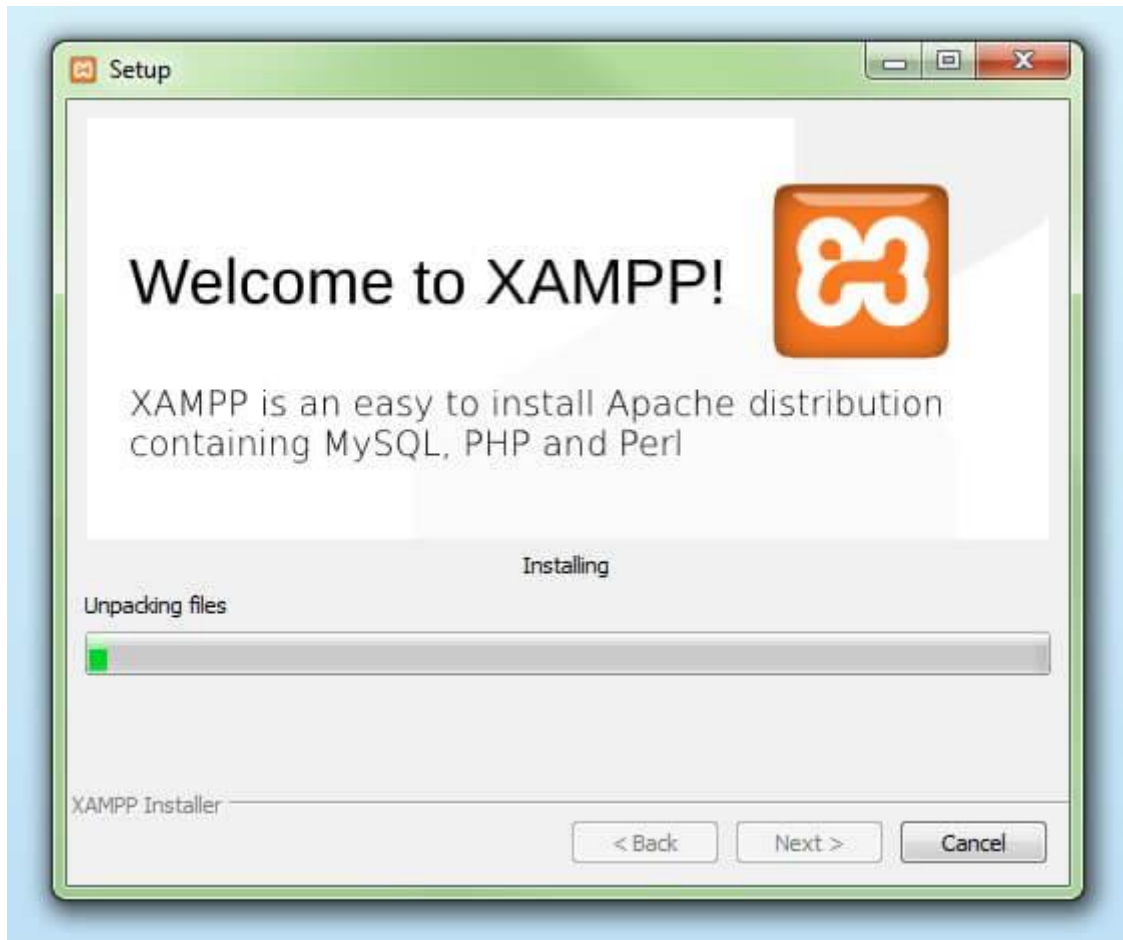 Setup
Welcome to XAMPP!
XAMPP is an easy to install Apache distribution
containing MySQL, PHP and Perl
Installing
Unpacking files
XAMPP Installer
< Back
Next >
Cancel